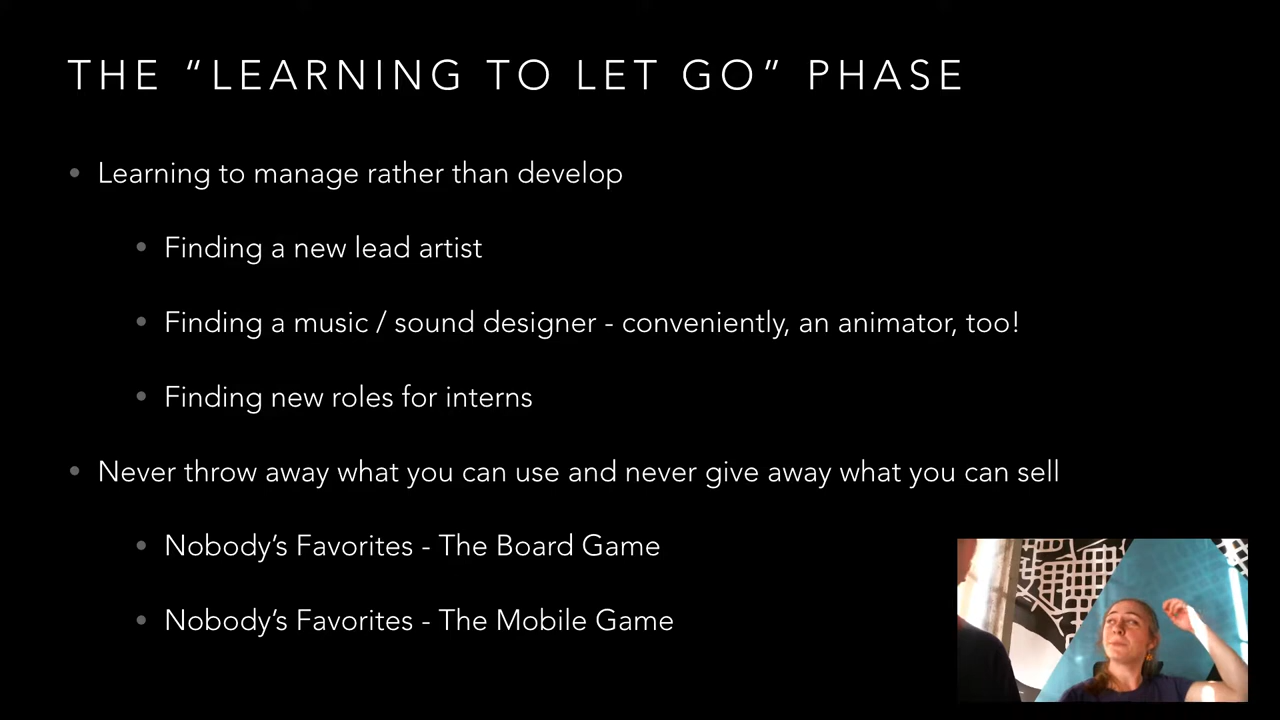 THE “LEARNING TO LET GO” PHASE
• Learning to manage rather than develop
• Finding a new lead artist
• Finding a music / sound designer - conveniently, an animator, too!
• Finding new roles for interns
• Never throw away what you can use and never give away what you can sell
• Nobody’s Favorites - The Board Game
• Nobody’s Favorites - The Mobile Game